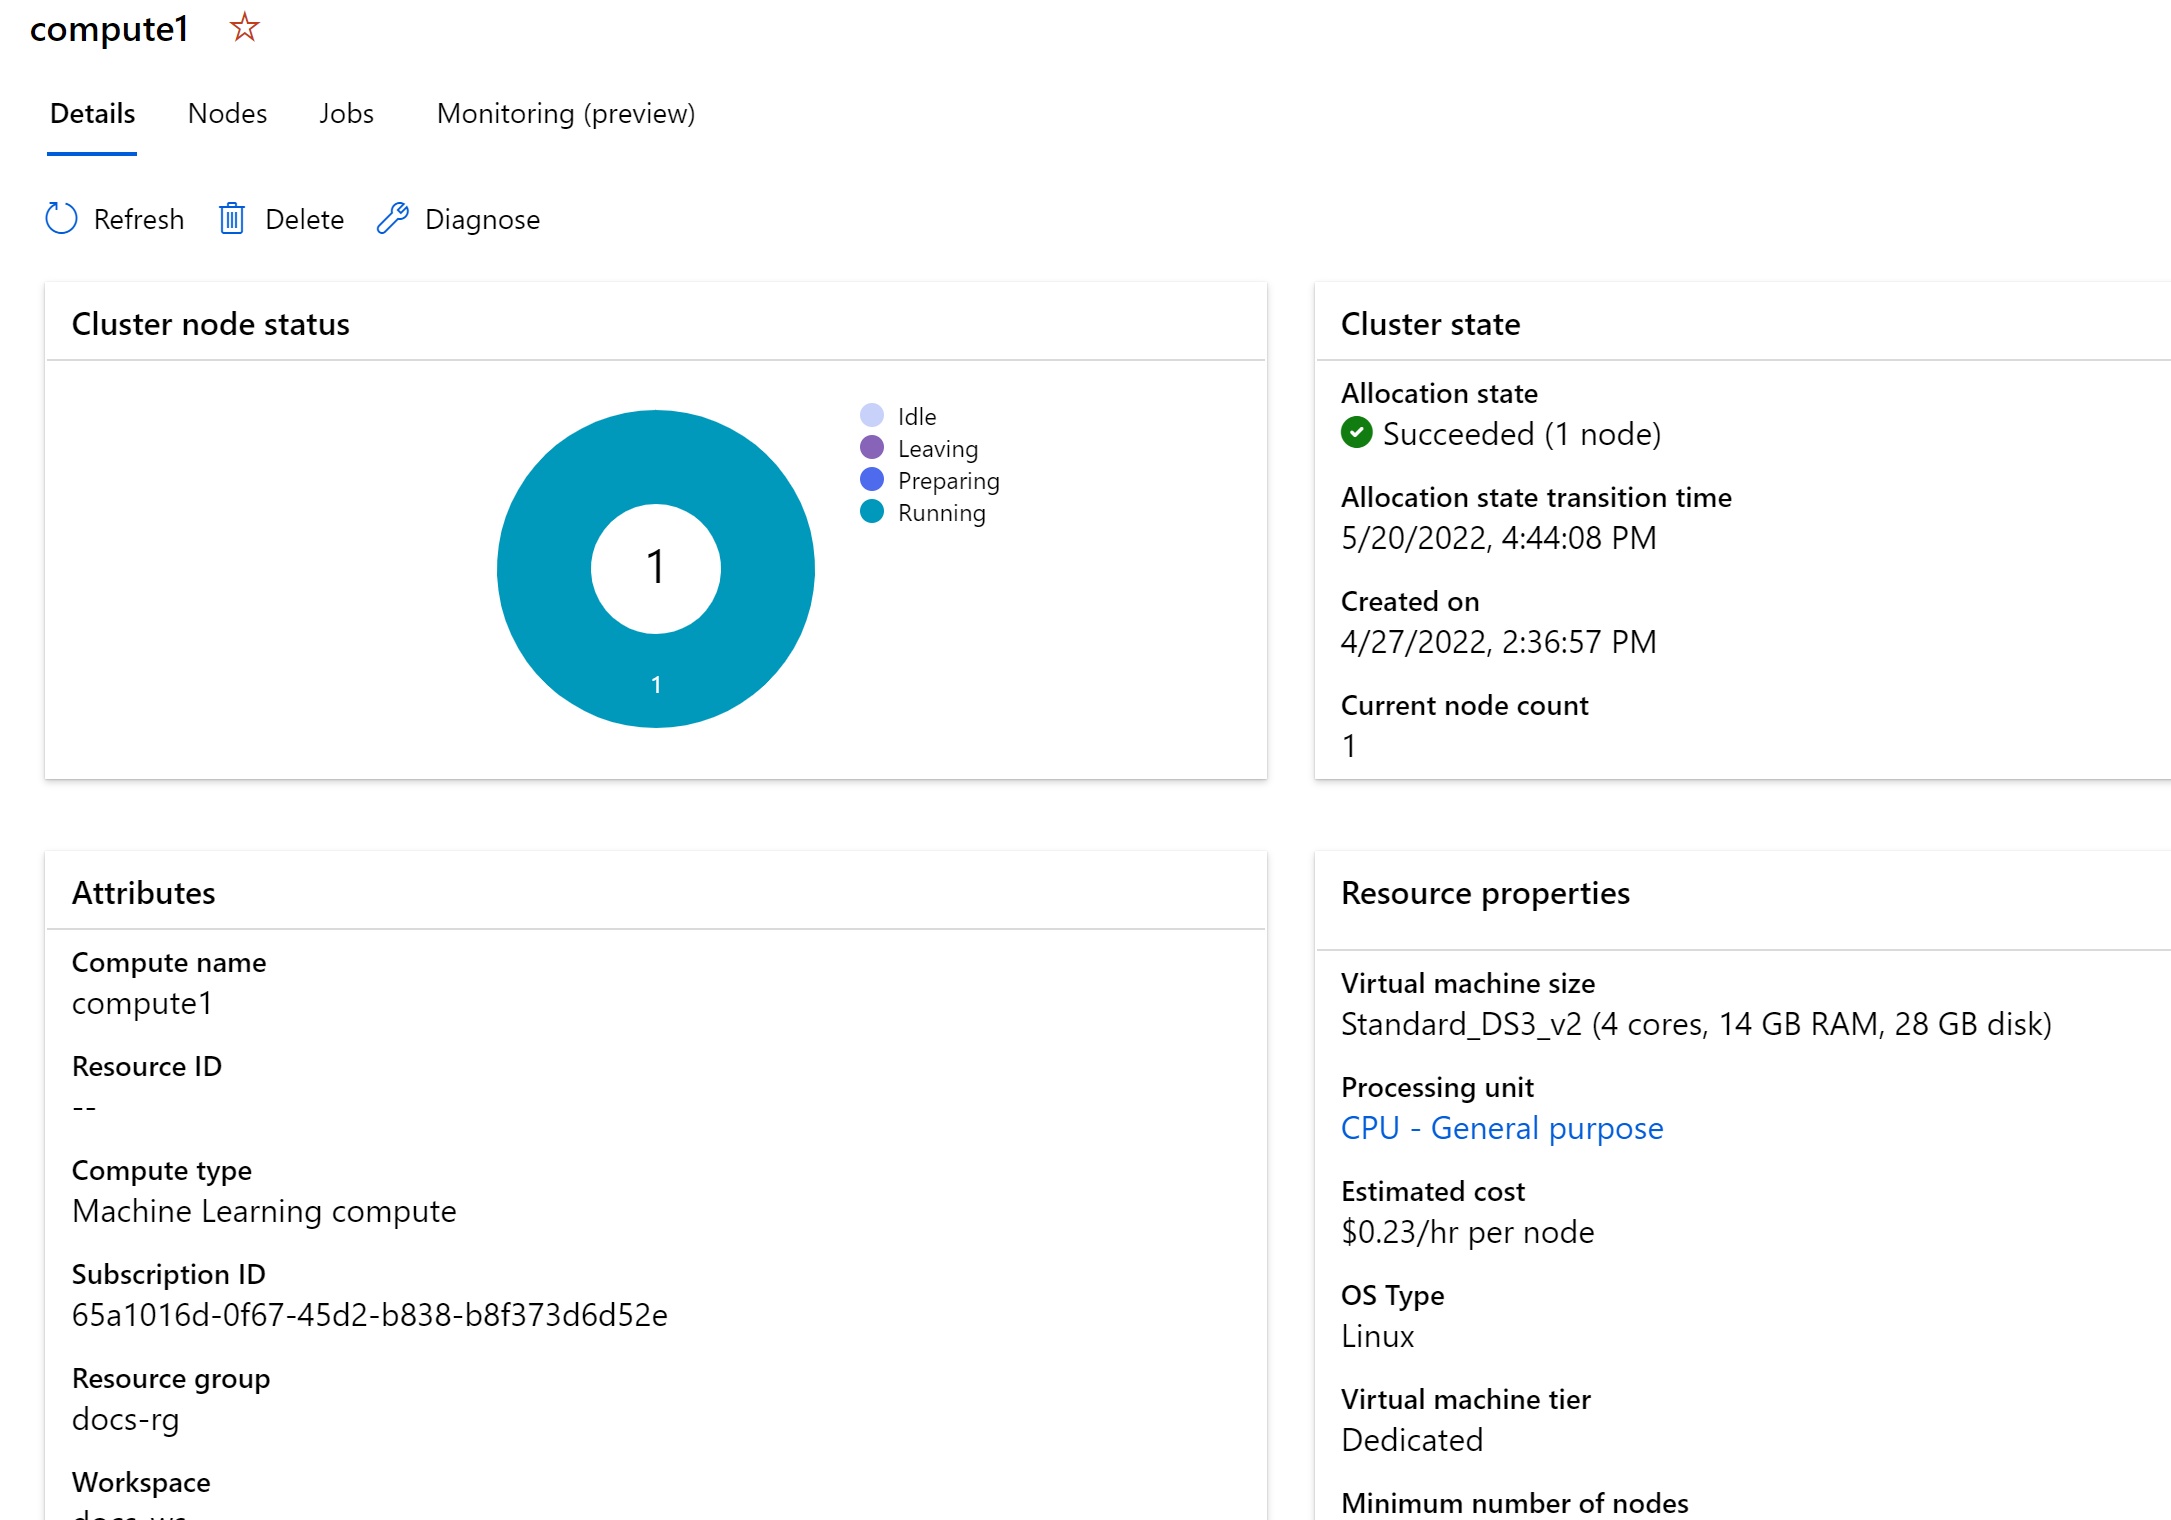 compute1
Details Nodes Jobs Monitoring (preview)
Refresh Delete Diagnose
Cluster node status
1
1
Idle
Leaving
Preparing
Running
Cluster state
Allocation state
Succeeded (1 node)
Allocation state transition time
5/20/2022, 4:44:08 PM
Created on
4/27/2022, 2:36:57 PM
Current node count
1
Attributes
Compute name
compute1
Resource ID
--
Compute type
Machine Learning compute
Subscription ID
65a1016d-0f67-45d2-b838-b8f373d6d52e
Resource group
docs-rg
Workspace
Resource properties
Virtual machine size
Standard_DS3_v2 (4 cores, 14 GB RAM, 28 GB disk)
Processing unit
CPU - General purpose
Estimated cost
$0.23/hr per node
OS Type
Linux
Virtual machine tier
Dedicated
Minimum number of nodes